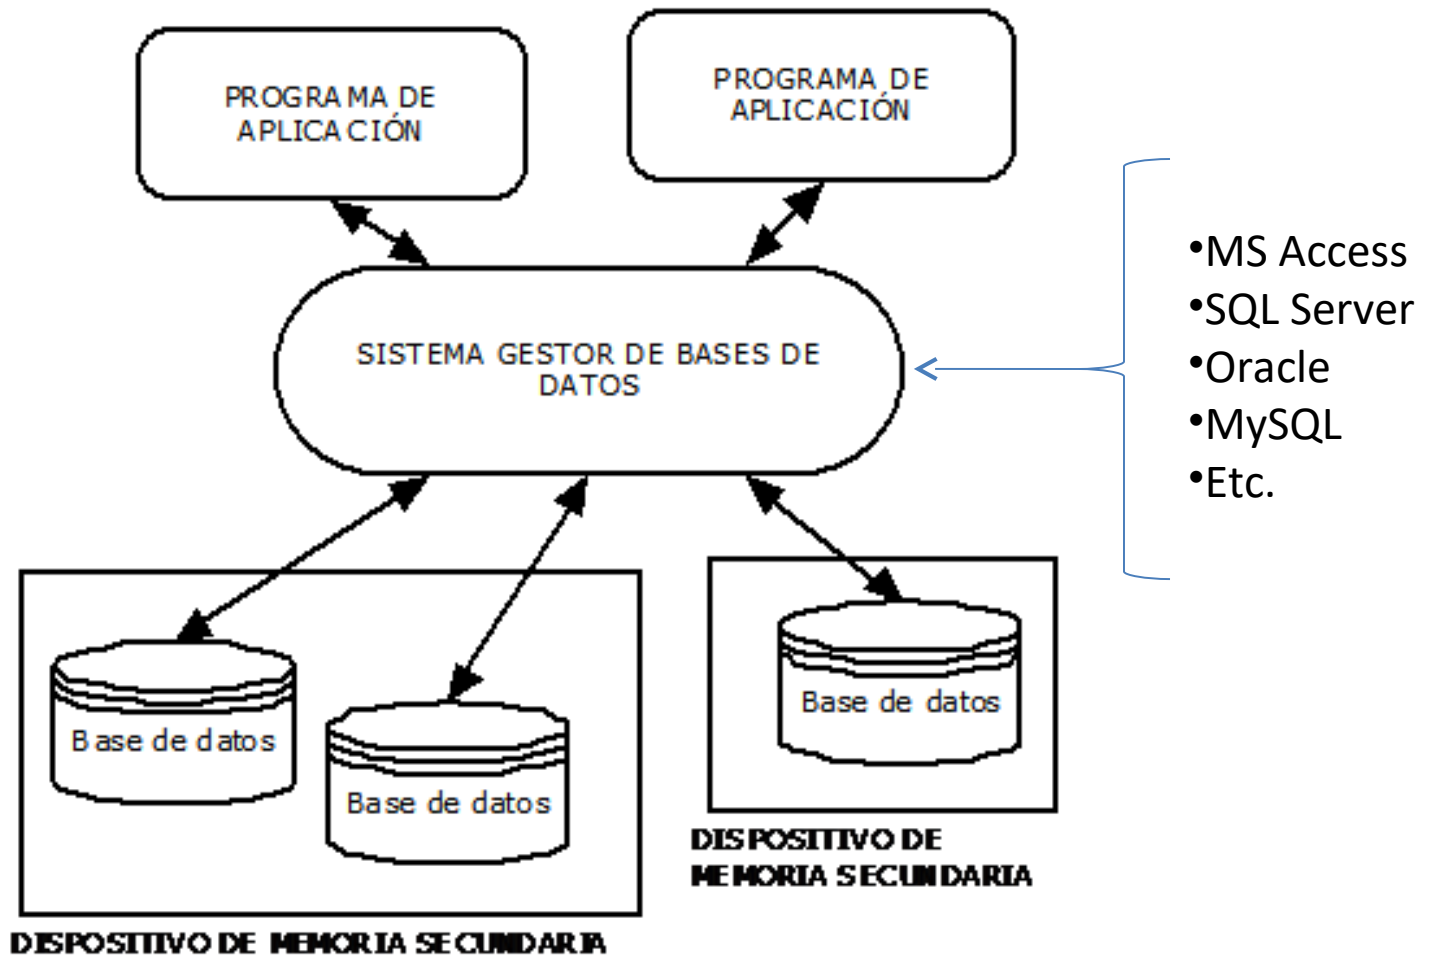 PROGRAMA DE
APLICACIÓN
PROGRAMA DE
APLICACIÓN
SISTEMA GESTOR DE BASES DE
DATOS
•MS Access
•SQL Server
•Oracle
•MySQL
•Etc.
Base de datos
Base de datos
Base de datos
DISPOSITIVO DE
MEMORIA SECUNDARIA
DISPOSITIVO DE MEMORIA SECUNDARIA